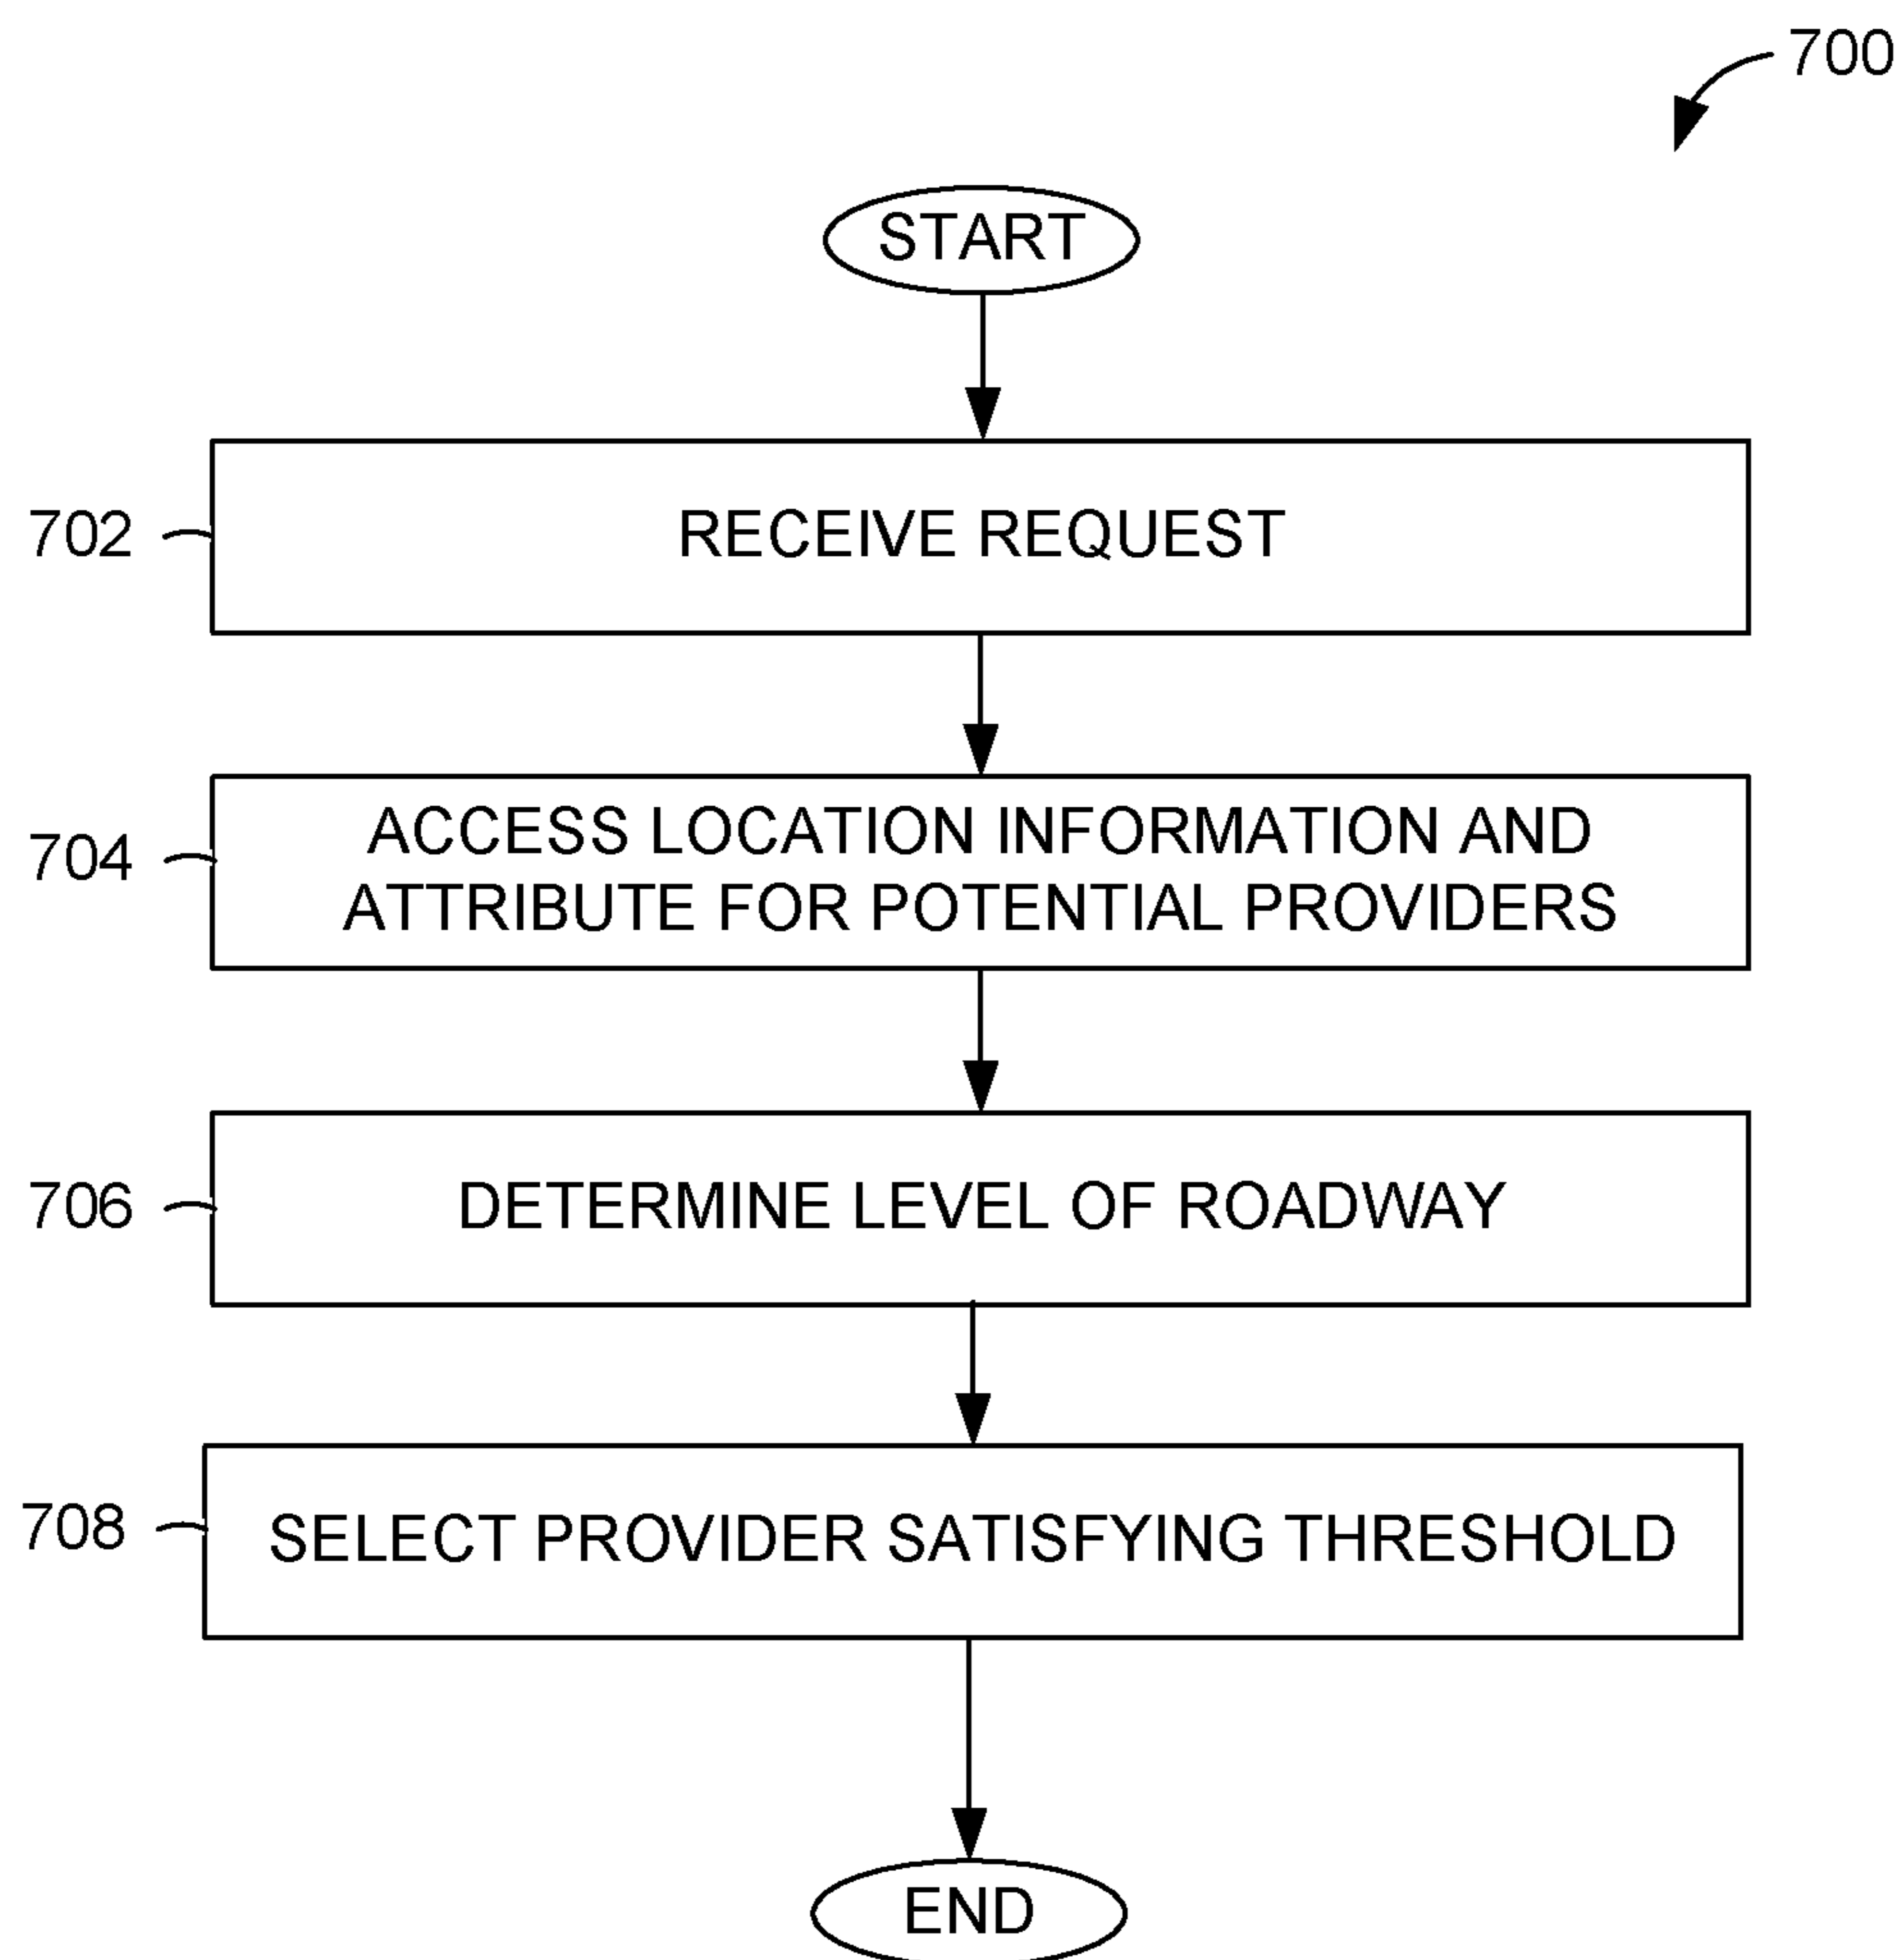 700
START
702
RECEIVE REQUEST
704
ACCESS LOCATION INFORMATION AND
ATTRIBUTE FOR POTENTIAL PROVIDERS
706
DETERMINE LEVEL OF ROADWAY
708
SELECT PROVIDER SATISFYING THRESHOLD
END